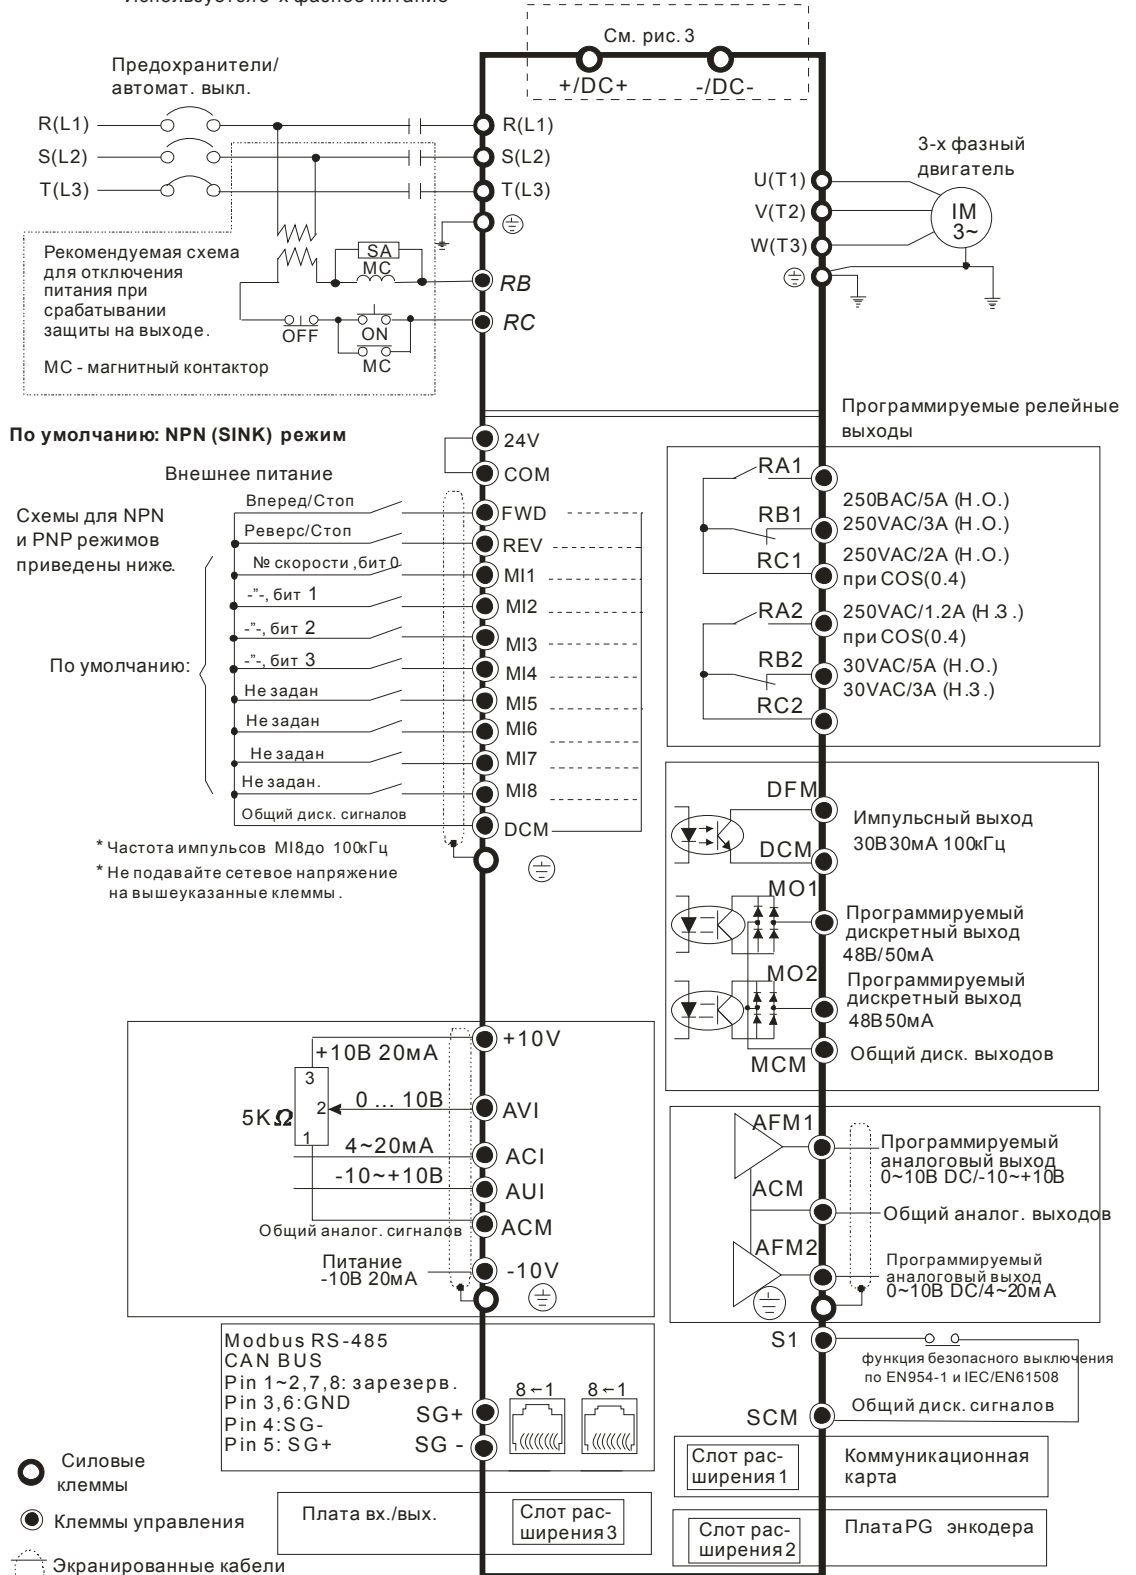 Используется 3-х фазное питание
См. рис. 3
+/DC+
-/DC-
Предохранители/
автомат. выкл.
R(L1)
S(L2)
T(L3)
R(L1)
S(L2)
T(L3)
3-х фазный
двигатель
U(T1)
V(T2)
W(T3)
IM
3~
Рекомендуемая схема
для отключения
питания при
срабатывании
защиты на выходе.
МС - магнитный контактор
SA
MC
OFF
ON
MC
RB
RC
По умолчанию: NPN (SINK) режим
Внешнее питание
Схемы для NPN
и PNP режимов
приведены ниже.
По умолчанию:
Вперед/Стоп
Реверс/Стоп
№ скорости ,бит 0
-"-, бит 1
-"-, бит 2
-"-, бит 3
Не задан
Не задан
Не задан
Не задан.
Общий диск. сигналов
24V
COM
FWD
REV
MI1
MI2
MI3
MI4
MI5
MI6
MI7
MI8
DCM
* Частота импульсов MI8до 100кГц
* Не подавайте сетевое напряжение
на вышеуказанные клеммы.
Программируемые релейные
выходы
RA1
RB1
RC1
RA2
RB2
RC2
250ВАС/5А (Н.О.)
250VAC/3A (Н.О.)
250VAC/2A (Н.О.)
при COS(0.4)
250VAC/1.2A (Н.З.)
при COS(0.4)
30VAC/5A (Н.О.)
30VAC/3A (Н.З.)
DFM
DCM
Импульсный выход
30В30мА 100кГц
MO1
Программируемый
дискретный выход
48В/50мА
MO2
Программируемый
дискретный выход
48В50мА
MCM
Общий диск. выходов
+10V
AVI
ACI
AUI
ACM
-10V
+10В 20мА
3
2
1
5KΩ
0 ... 10В
4~20мА
-10~+10В
Общий аналог. сигналов
Питание
-10В 20мА
AFM1
Программируемый
аналоговый выход
0~10В DC/-10~+10В
ACM
Общий аналог. выходов
AFM2
Программируемый
аналоговый выход
0~10В DC/4~20мА
S1
функция безопасного выключения
по EN954-1 и IEC/EN61508
SCM
Общий диск. сигналов
Modbus RS-485
CAN BUS
Pin 1~2,7,8: зарезерв.
Pin 3,6:GND
Pin 4:SG-
Pin 5: SG+
SG+
SG -
8←1
8←1
Слот рас-
ширения 1
Коммуникационная
карта
Плата вх./вых.
Слот рас-
ширения 3
Слот рас-
ширения 2
Плата PG энкодера
Силовые
клеммы
Клеммы управления
Экранированные кабели